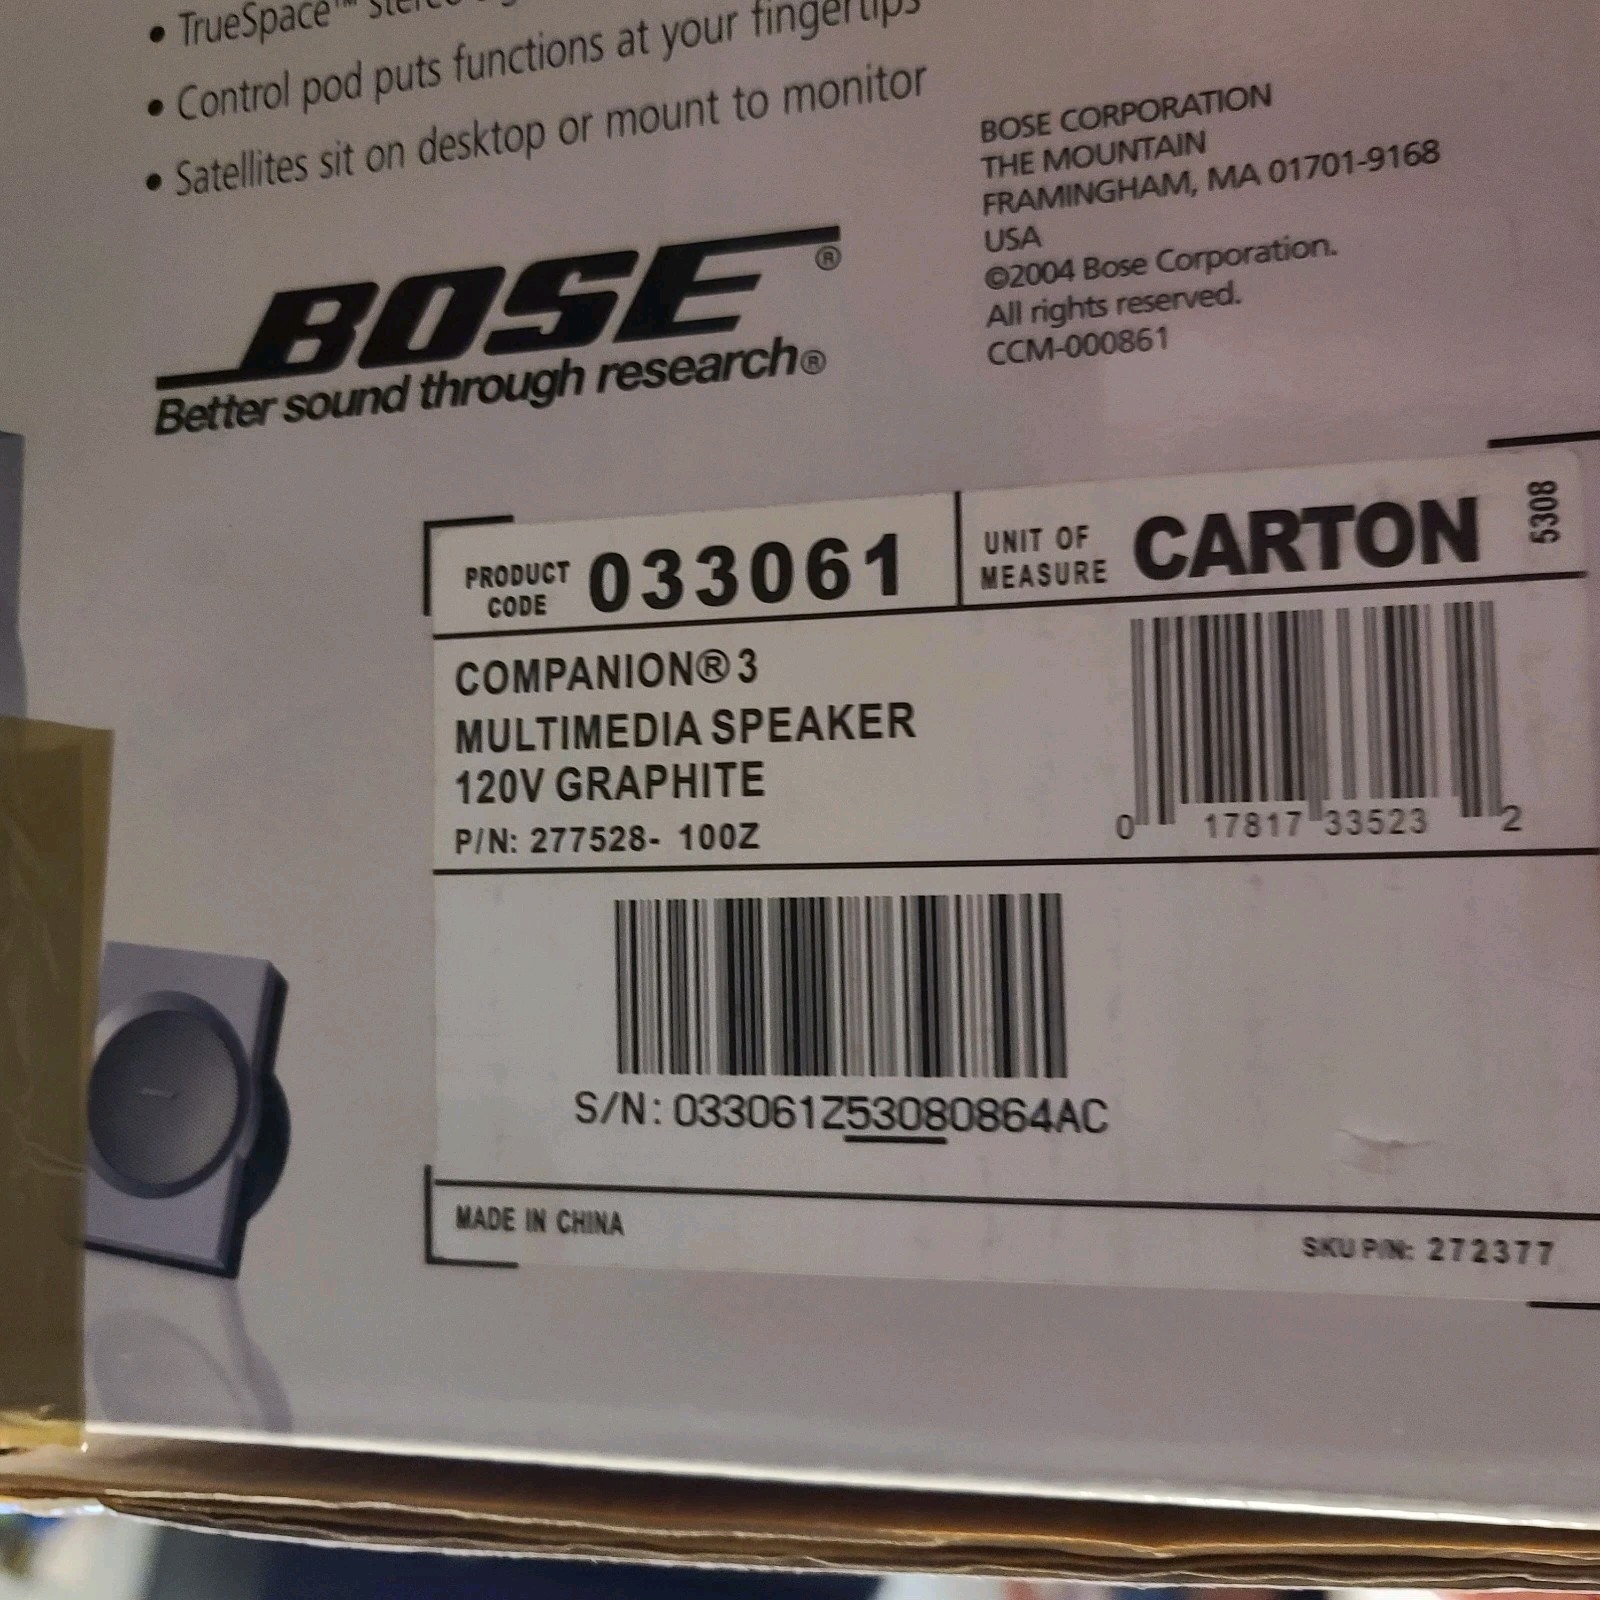 • TrueSpace™ stereo
• Control pod puts functions at your fingertips
• Satellites sit on desktop or mount to monitor
BOSE®
Better sound through research®
BOSE CORPORATION
THE MOUNTAIN
FRAMINGHAM, MA 01701-9168
USA
©2004 Bose Corporation.
All rights reserved.
CCM-000861
PRODUCT CODE 033061
UNIT OF MEASURE CARTON
5308
COMPANION® 3
MULTIMEDIA SPEAKER
120V GRAPHITE
P/N: 277528- 100Z
0 17817 33523 2
S/N: 033061Z53080864AC
MADE IN CHINA
SKU P/N: 272377